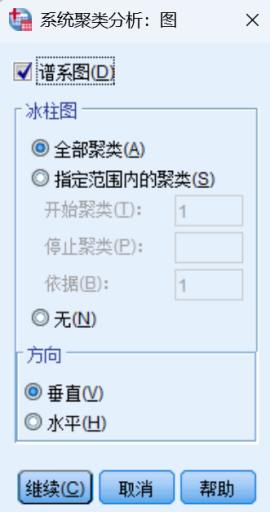 系统聚类分析：图
谱系图(D)
冰柱图
全部聚类(A)
指定范围内的聚类(S)
开始聚类(T)： 1
停止聚类(P)：
依据(B)： 1
无(N)
方向
垂直(V)
水平(H)
继续(C) 取消 帮助